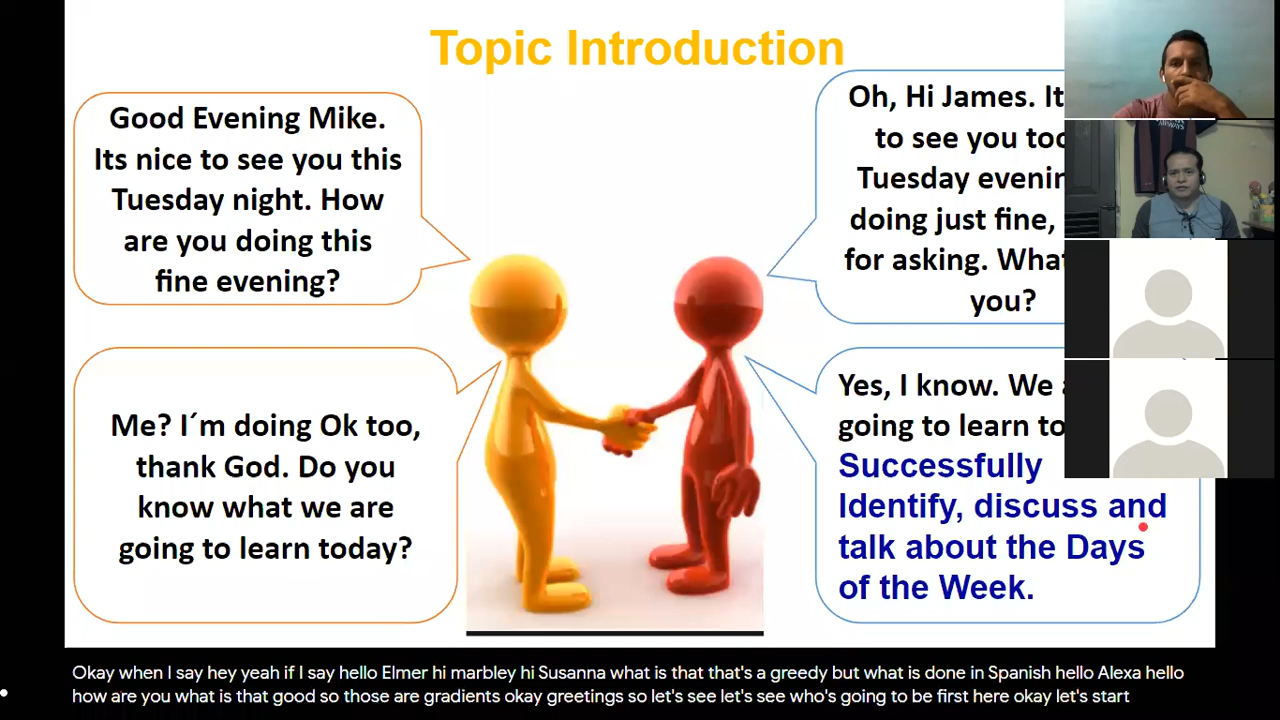 Topic Introduction
Good Evening Mike.
Its nice to see you this
Tuesday night. How
are you doing this
fine evening?
Oh, Hi James. It
to see you too
Tuesday
doing just fine,
for asking.
you?
Me? I´m doing Ok too,
thank God. Do you
know what we are
going to learn today?
Yes, I know. We
going to learn
Successfully
Identify, discuss and
talk about the Days
of the Week.
Okay when I say hey yeah if I say hello Elmer hi marbley hi Susanna what is that that's a greedy but what is done in Spanish hello Alexa hello
how are you what is that good so those are gradients okay greetings so let's see let's see who's going to be first here okay let's start